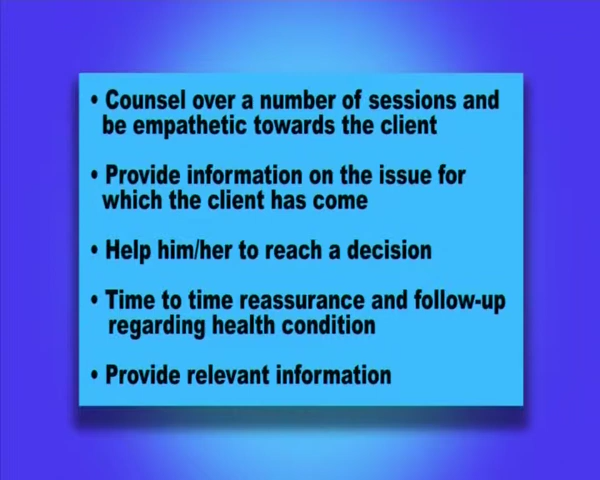 • Counsel over a number of sessions and
be empathetic towards the client
• Provide information on the issue for
which the client has come
• Help him/her to reach a decision
• Time to time reassurance and follow-up
regarding health condition
• Provide relevant information